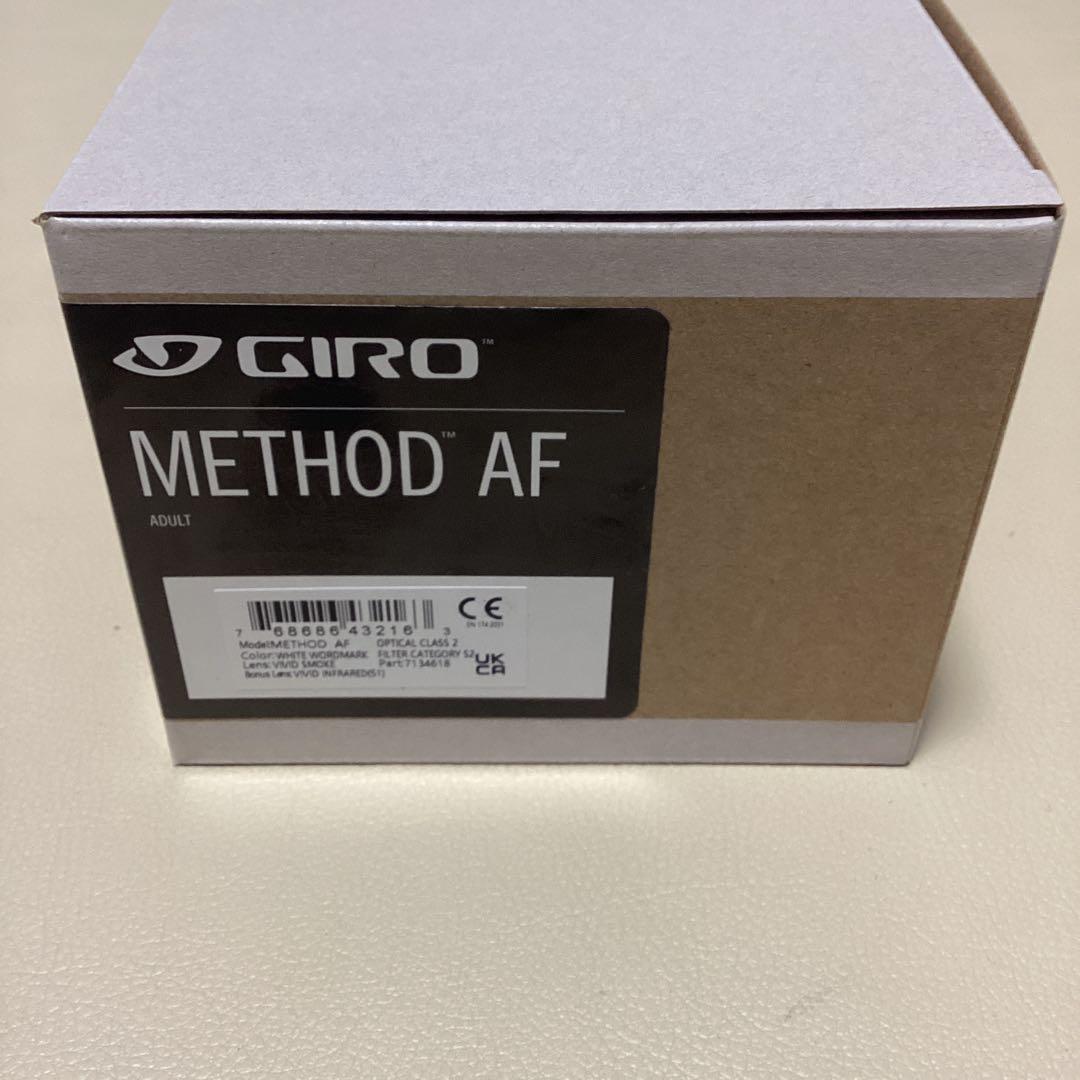 GIRO™
METHOD™ AF
ADULT
CE
EN 174:2001
7 68686 43216 3
Model:METHOD AF OPTICAL CLASS 2
Color:WHITE WORDMARK FILTER CATEGORY S2
Lens:VIVID SMOKE Part:7134618
Bonus Lens:VIVID INFRARED(S1)
UK
CA